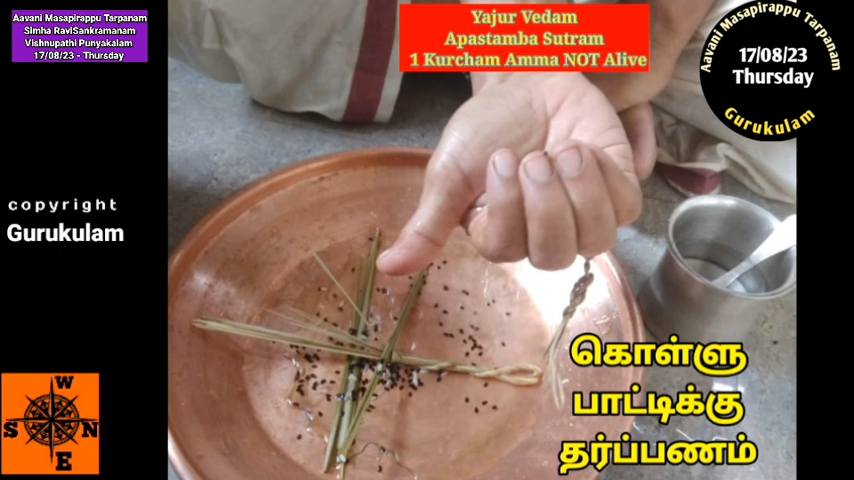 Aavani Masapirappu Tarpanam
Simha RaviSankramanam
Vishnupathi Punyakalam
17/08/23 - Thursday
Yajur Vedam
Apastamba Sutram
1 Kurcham Amma NOT Alive
Aavani Masapirappu Tarpanam
17/08/23
Thursday
Gurukulam
copyright
Gurukulam
W
S N
E
கொள்ளு
பாட்டிக்கு
தர்ப்பணம்